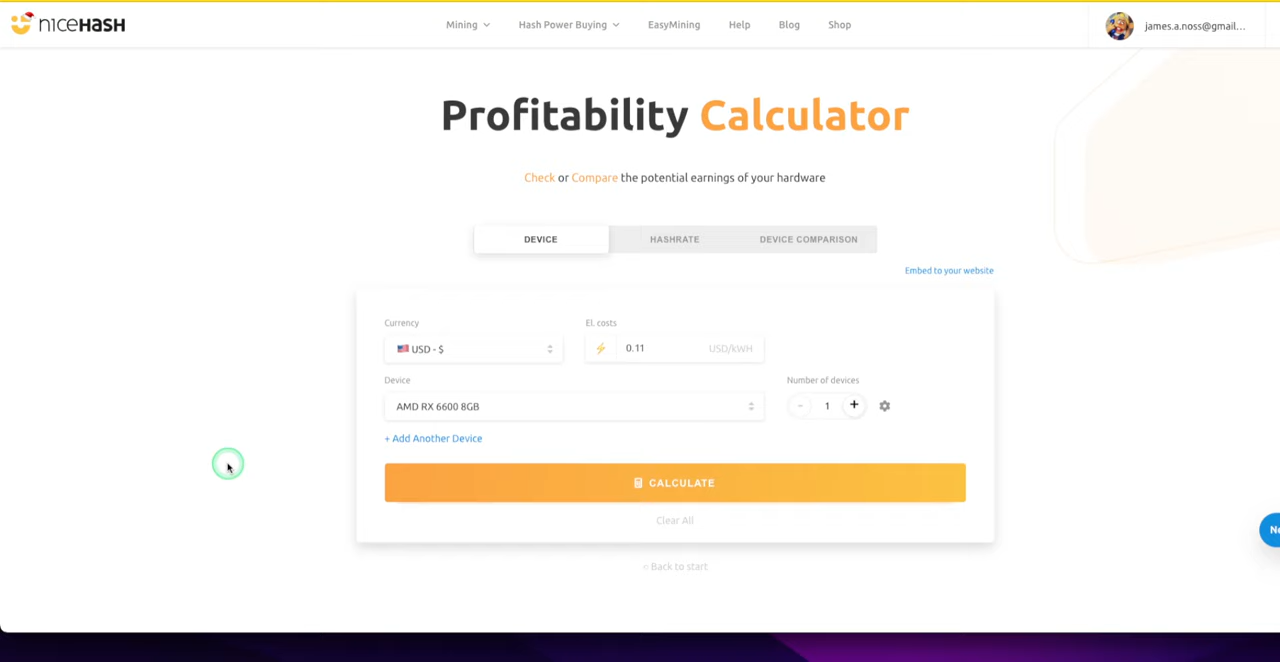 niceHASH
Mining Hash Power Buying EasyMining Help Blog Shop
james.a.noss@gmail...
Profitability Calculator
Check or Compare the potential earnings of your hardware
DEVICE HASHRATE DEVICE COMPARISON
Embed to your website
Currency El. costs
USD - $ 0.11 USD/kWH
Device Number of devices
AMD RX 6600 8GB - 1 +
+ Add Another Device
CALCULATE
Clear All
Ne
○ Back to start